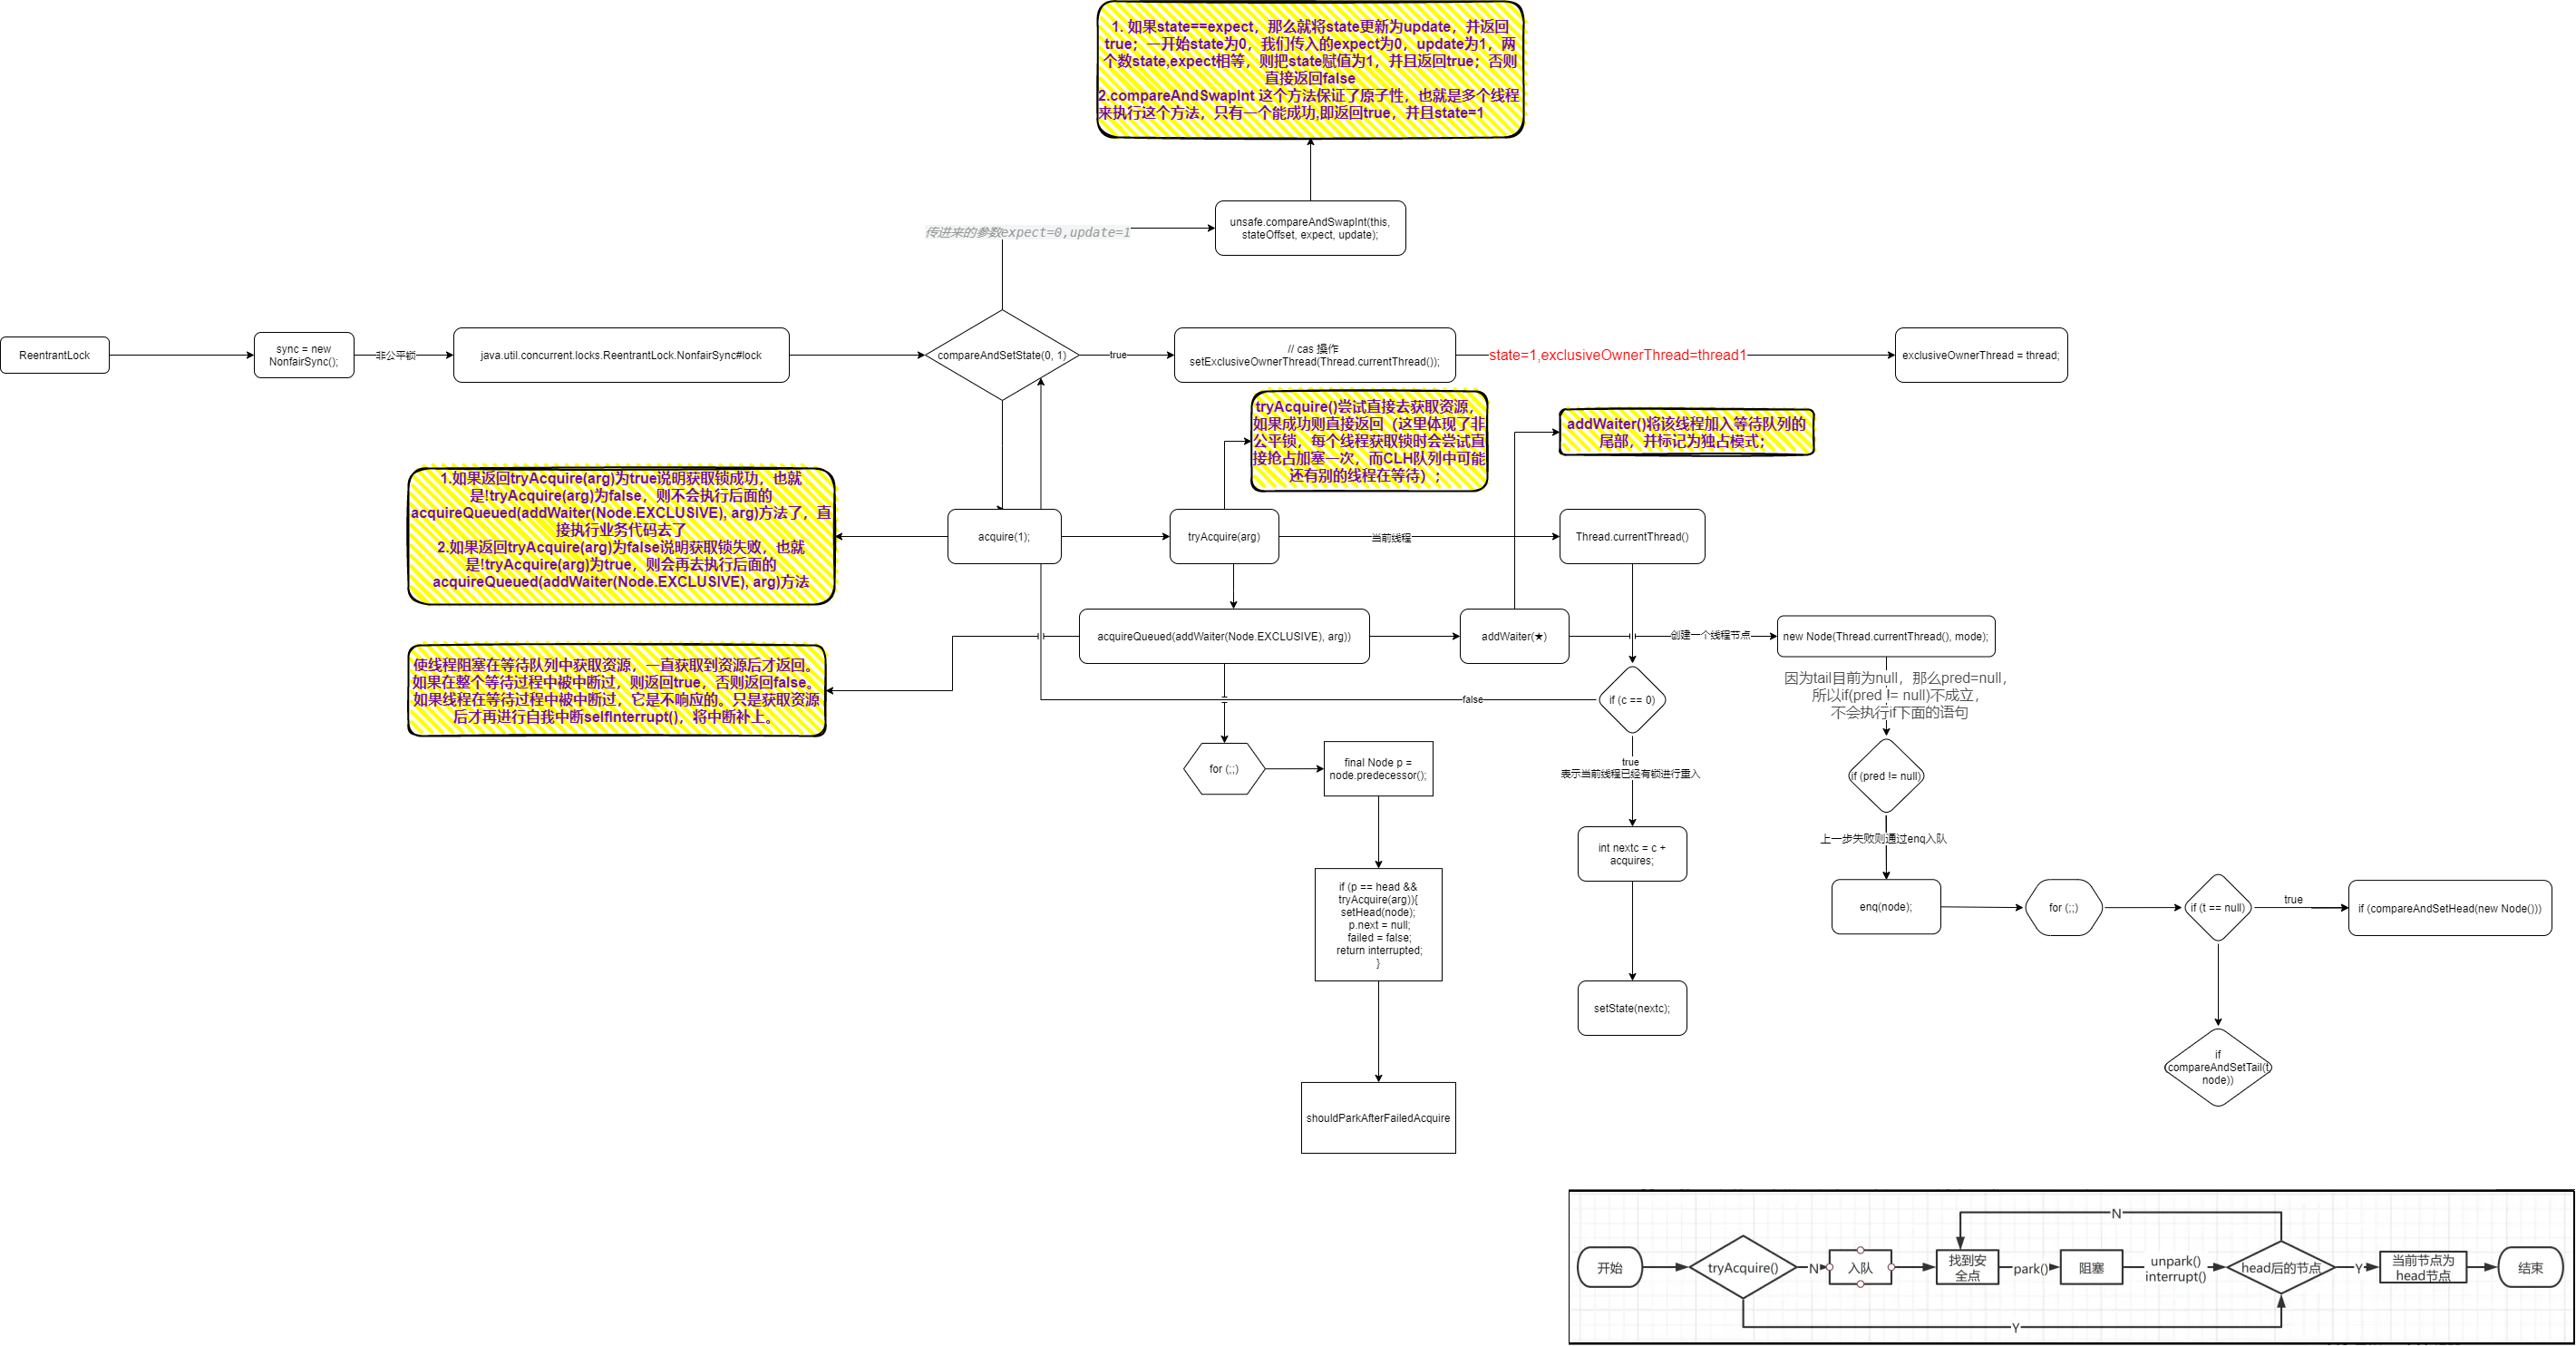 1. 如果state==expect，那么就将state更新为update，并返回
true；一开始state为0，我们传入的expect为0，update为1，两
个数state,expect相等，则把state赋值为1，并且返回true；否则
直接返回false
2.compareAndSwapInt 这个方法保证了原子性，也就是多个线程
来执行这个方法，只有一个能成功,即返回true，并且state=1
传进来的参数expect=0,update=1
unsafe.compareAndSwapInt(this,
stateOffset, expect, update);
ReentrantLock
sync = new
NonfairSync();
非公平锁
java.util.concurrent.locks.ReentrantLock.NonfairSync#lock
compareAndSetState(0, 1)
true
// cas 操作
setExclusiveOwnerThread(Thread.currentThread());
state=1,exclusiveOwnerThread=thread1
exclusiveOwnerThread = thread;
tryAcquire()尝试直接去获取资源，
如果成功则直接返回（这里体现了非
公平锁，每个线程获取锁时会尝试直
接抢占加塞一次，而CLH队列中可能
还有别的线程在等待）；
addWaiter()将该线程加入等待队列的
尾部，并标记为独占模式；
1.如果返回tryAcquire(arg)为true说明获取锁成功，也就
是!tryAcquire(arg)为false，则不会执行后面的
acquireQueued(addWaiter(Node.EXCLUSIVE), arg)方法了，直
接执行业务代码去了
2.如果返回tryAcquire(arg)为false说明获取锁失败，也就
是!tryAcquire(arg)为true，则会再去执行后面的
acquireQueued(addWaiter(Node.EXCLUSIVE), arg)方法
acquire(1);
tryAcquire(arg)
当前线程
Thread.currentThread()
acquireQueued(addWaiter(Node.EXCLUSIVE), arg))
addWaiter(★)
创建一个线程节点
new Node(Thread.currentThread(), mode);
使线程阻塞在等待队列中获取资源，一直获取到资源后才返回。
如果在整个等待过程中被中断过，则返回true，否则返回false。
如果线程在等待过程中被中断过，它是不响应的。只是获取资源
后才再进行自我中断selfInterrupt()，将中断补上。
false
if (c == 0)
因为tail目前为null，那么pred=null，
所以if(pred != null)不成立，
不会执行if下面的语句
for (;;)
final Node p =
node.predecessor();
true
表示当前线程已经有锁进行重入
if (pred != null)
int nextc = c +
acquires;
上一步失败则通过enq入队
if (p == head &&
tryAcquire(arg)){
setHead(node);
p.next = null;
failed = false;
return interrupted;
}
enq(node);
for (;;)
if (t == null)
true
if (compareAndSetHead(new Node()))
setState(nextc);
if
compareAndSetTail(t
node))
shouldParkAfterFailedAcquire
N
开始
tryAcquire()
N
入队
找到安
全点
park()
阻塞
unpark()
interrupt()
head后的节点
Y
当前节点为
head节点
结束
Y